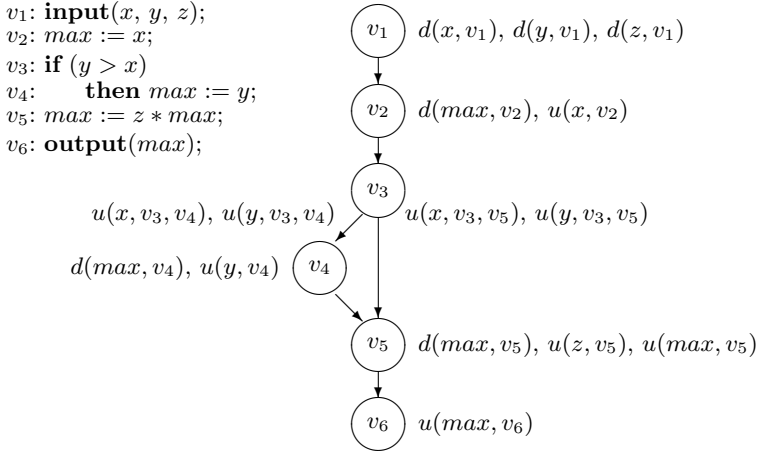 v₁: input(x, y, z);
v₂: max := x;
v₃: if (y > x)
v₄: then max := y;
v₅: max := z ∗ max;
v₆: output(max);
v₁ d(x, v₁), d(y, v₁), d(z, v₁)
v₂ d(max, v₂), u(x, v₂)
v₃
u(x, v₃, v₄), u(y, v₃, v₄) u(x, v₃, v₅), u(y, v₃, v₅)
d(max, v₄), u(y, v₄) v₄
v₅ d(max, v₅), u(z, v₅), u(max, v₅)
v₆ u(max, v₆)